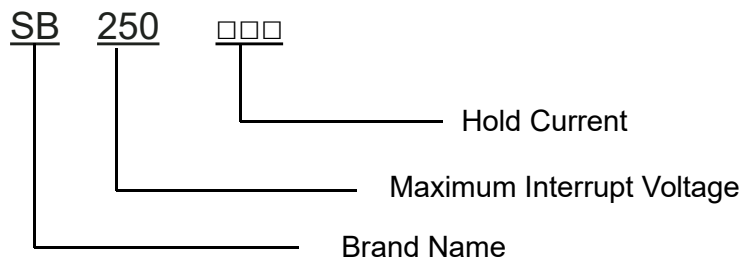 SB 250 □□□
Hold Current
Maximum Interrupt Voltage
Brand Name